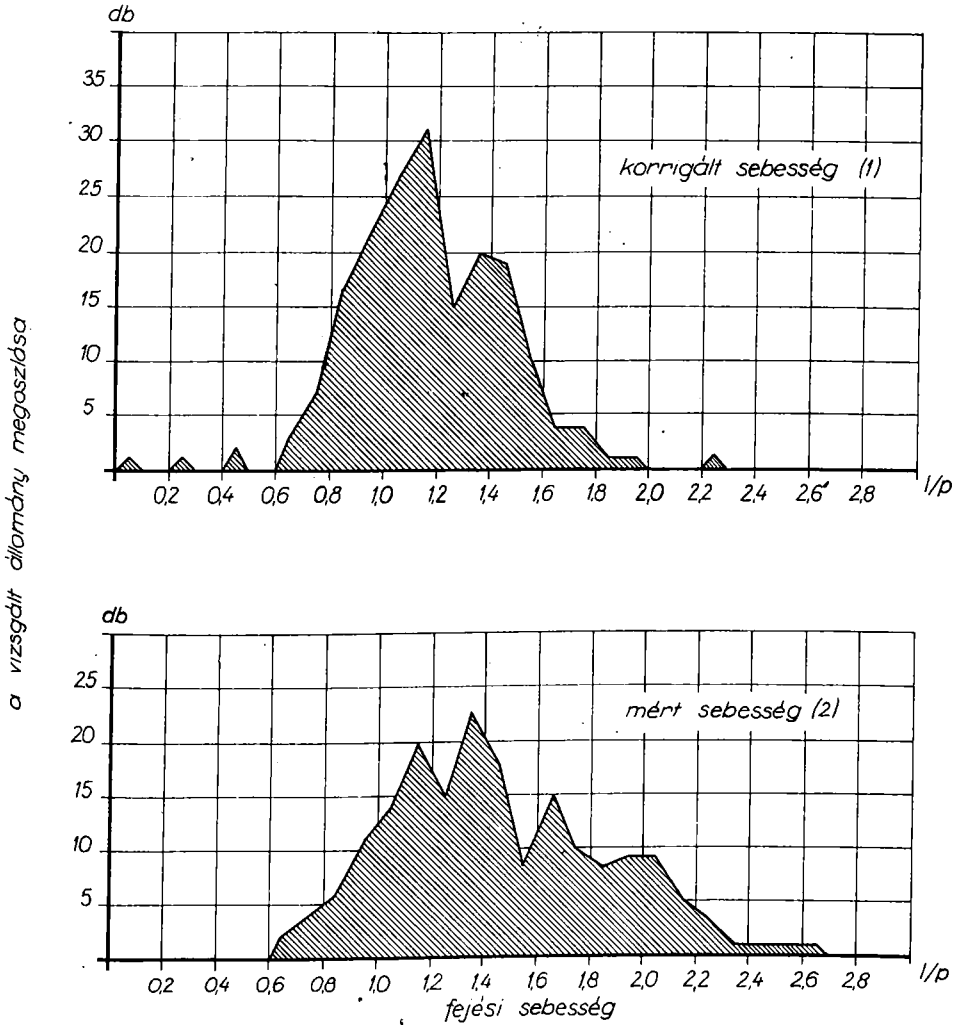 db
35
30
25
20
15
10
5
korrigált sebesség (1)
0,2 0,4 0,6 0,8 1,0 1,2 1,4 1,6 1,8 2,0 2,2 2,4 2,6 2,8 l/p
a vizsgált állomány megoszlása
db
25
20
15
10
5
mért sebesség (2)
0,2 0,4 0,6 0,8 1,0 1,2 1,4 1,6 1,8 2,0 2,2 2,4 2,6 2,8 l/p
fejési sebesség